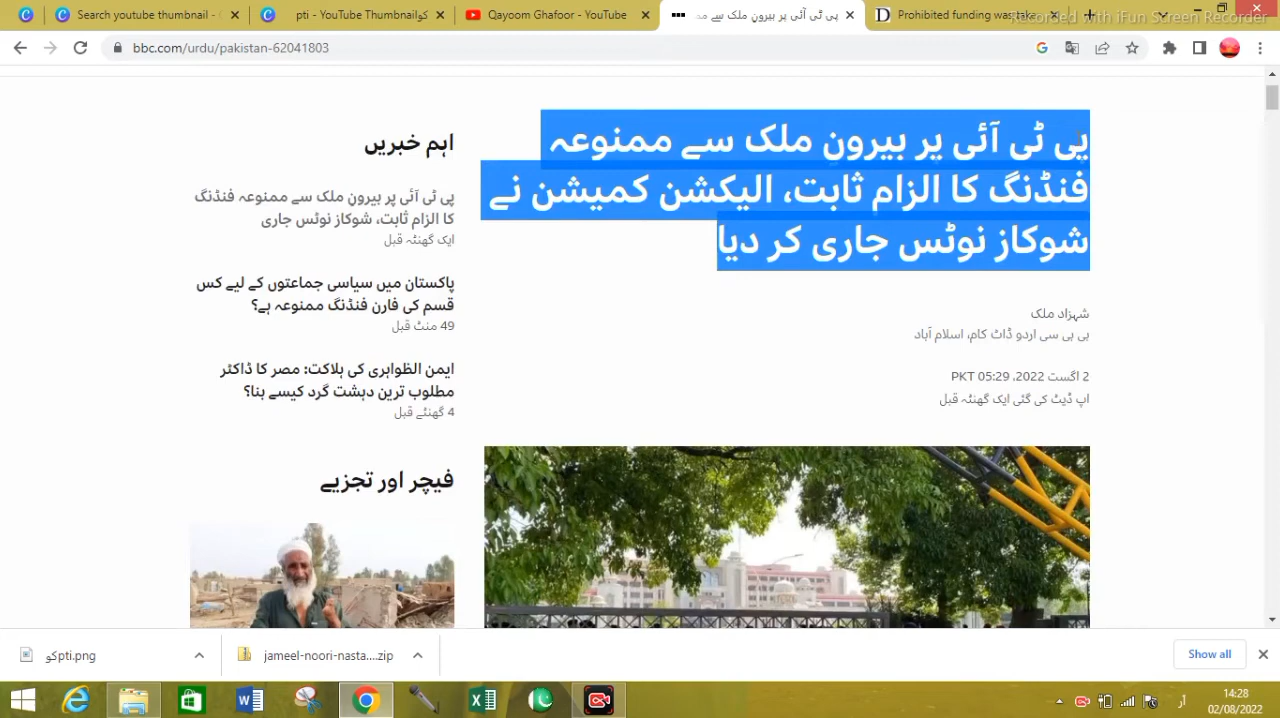 Search youtube thumbnail -
pti - YouTube Thumbnailکو
Qayoom Ghafoor - YouTube
پی ٹی آئی پر بیرونِ ملک سے
Prohibited funding was
Recorded with iFun Screen Recorder
bbc.com/urdu/pakistan-62041803
پی ٹی آئی پر بیرونِ ملک سے ممنوعہ
فنڈنگ کا الزام ثابت، الیکشن کمیشن نے
شوکاز نوٹس جاری کر دیا
شہزاد ملک
بی بی سی اردو ڈاٹ کام، اسلام آباد
2 اگست 2022، 05:29 PKT
اپ ڈیٹ کی گئی ایک گھنٹہ قبل
اہم خبریں
پی ٹی آئی پر بیرونِ ملک سے ممنوعہ فنڈنگ
کا الزام ثابت، شوکاز نوٹس جاری
ایک گھنٹہ قبل
پاکستان میں سیاسی جماعتوں کے لیے کس
قسم کی فارن فنڈنگ ممنوعہ ہے؟
49 منٹ قبل
ایمن الظواہری کی ہلاکت: مصر کا ڈاکٹر
مطلوب ترین دہشت گرد کیسے بنا؟
4 گھنٹے قبل
فیچر اور تجزیے
کوpti.png
jameel-noori-nasta....zip
Show all
أر
14:28
02/08/2022